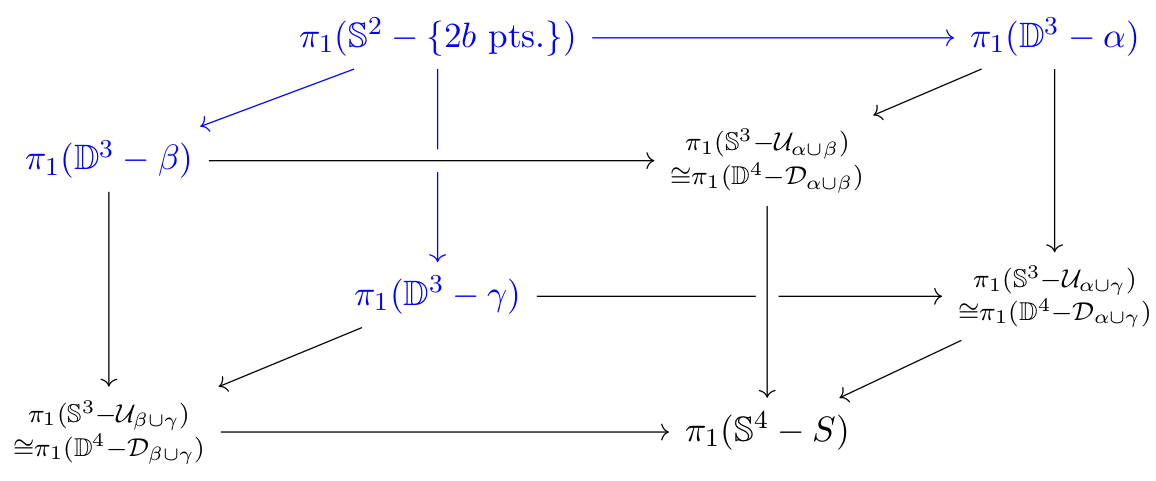 π₁(𝕊² − {2b pts.})
π₁(𝔻³ − α)
π₁(𝔻³ − β)
π₁(𝕊³−𝒰_{α∪β})
≅π₁(𝔻⁴−𝒟_{α∪β})
π₁(𝔻³ − γ)
π₁(𝕊³−𝒰_{α∪γ})
≅π₁(𝔻⁴−𝒟_{α∪γ})
π₁(𝕊³−𝒰_{β∪γ})
≅π₁(𝔻⁴−𝒟_{β∪γ})
π₁(𝕊⁴ − S)